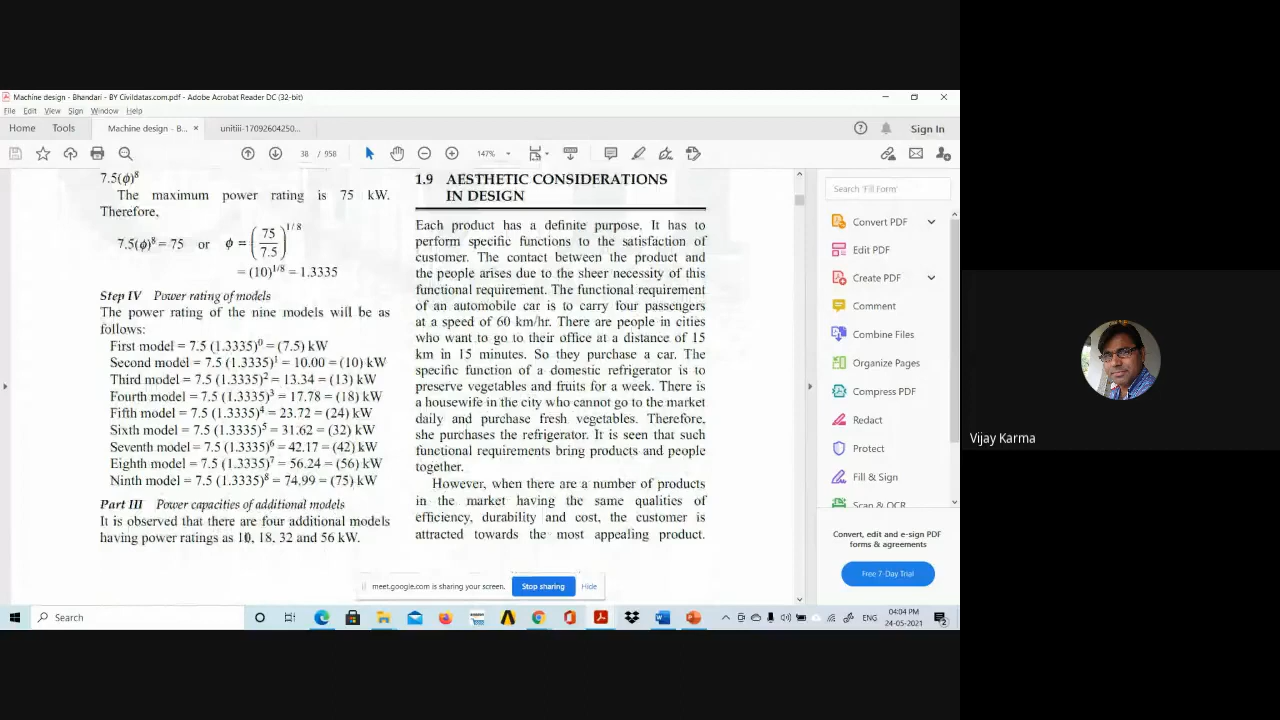 Machine design - Bhandari - BY Civildatas.com.pdf - Adobe Acrobat Reader DC (32-bit)
File Edit View Sign Window Help
Home Tools Machine design - B... × unitiii-17092604250... Sign In
38 / 958 147%
7.5(ϕ)⁸
The maximum power rating is 75 kW.
Therefore,
7.5(ϕ)⁸ = 75 or ϕ = (75/7.5)^1/8
= (10)^1/8 = 1.3335
Step IV Power rating of models
The power rating of the nine models will be as
follows:
First model = 7.5 (1.3335)⁰ = (7.5) kW
Second model = 7.5 (1.3335)¹ = 10.00 = (10) kW
Third model = 7.5 (1.3335)² = 13.34 = (13) kW
Fourth model = 7.5 (1.3335)³ = 17.78 = (18) kW
Fifth model = 7.5 (1.3335)⁴ = 23.72 = (24) kW
Sixth model = 7.5 (1.3335)⁵ = 31.62 = (32) kW
Seventh model = 7.5 (1.3335)⁶ = 42.17 = (42) kW
Eighth model = 7.5 (1.3335)⁷ = 56.24 = (56) kW
Ninth model = 7.5 (1.3335)⁸ = 74.99 = (75) kW
Part III Power capacities of additional models
It is observed that there are four additional models
having power ratings as 10, 18, 32 and 56 kW.
1.9 AESTHETIC CONSIDERATIONS
IN DESIGN
Each product has a definite purpose. It has to
perform specific functions to the satisfaction of
customer. The contact between the product and
the people arises due to the sheer necessity of this
functional requirement. The functional requirement
of an automobile car is to carry four passengers
at a speed of 60 km/hr. There are people in cities
who want to go to their office at a distance of 15
km in 15 minutes. So they purchase a car. The
specific function of a domestic refrigerator is to
preserve vegetables and fruits for a week. There is
a housewife in the city who cannot go to the market
daily and purchase fresh vegetables. Therefore,
she purchases the refrigerator. It is seen that such
functional requirements bring products and people
together.
However, when there are a number of products
in the market having the same qualities of
efficiency, durability and cost, the customer is
attracted towards the most appealing product.
Search 'Fill Form'
Convert PDF
Edit PDF
Create PDF
Comment
Combine Files
Organize Pages
Compress PDF
Redact
Protect
Fill & Sign
Scan & OCR
Convert, edit and e-sign PDF
forms & agreements
Free 7-Day Trial
meet.google.com is sharing your screen. Stop sharing Hide
Search
ENG
04:04 PM
24-05-2021
2
Vijay Karma